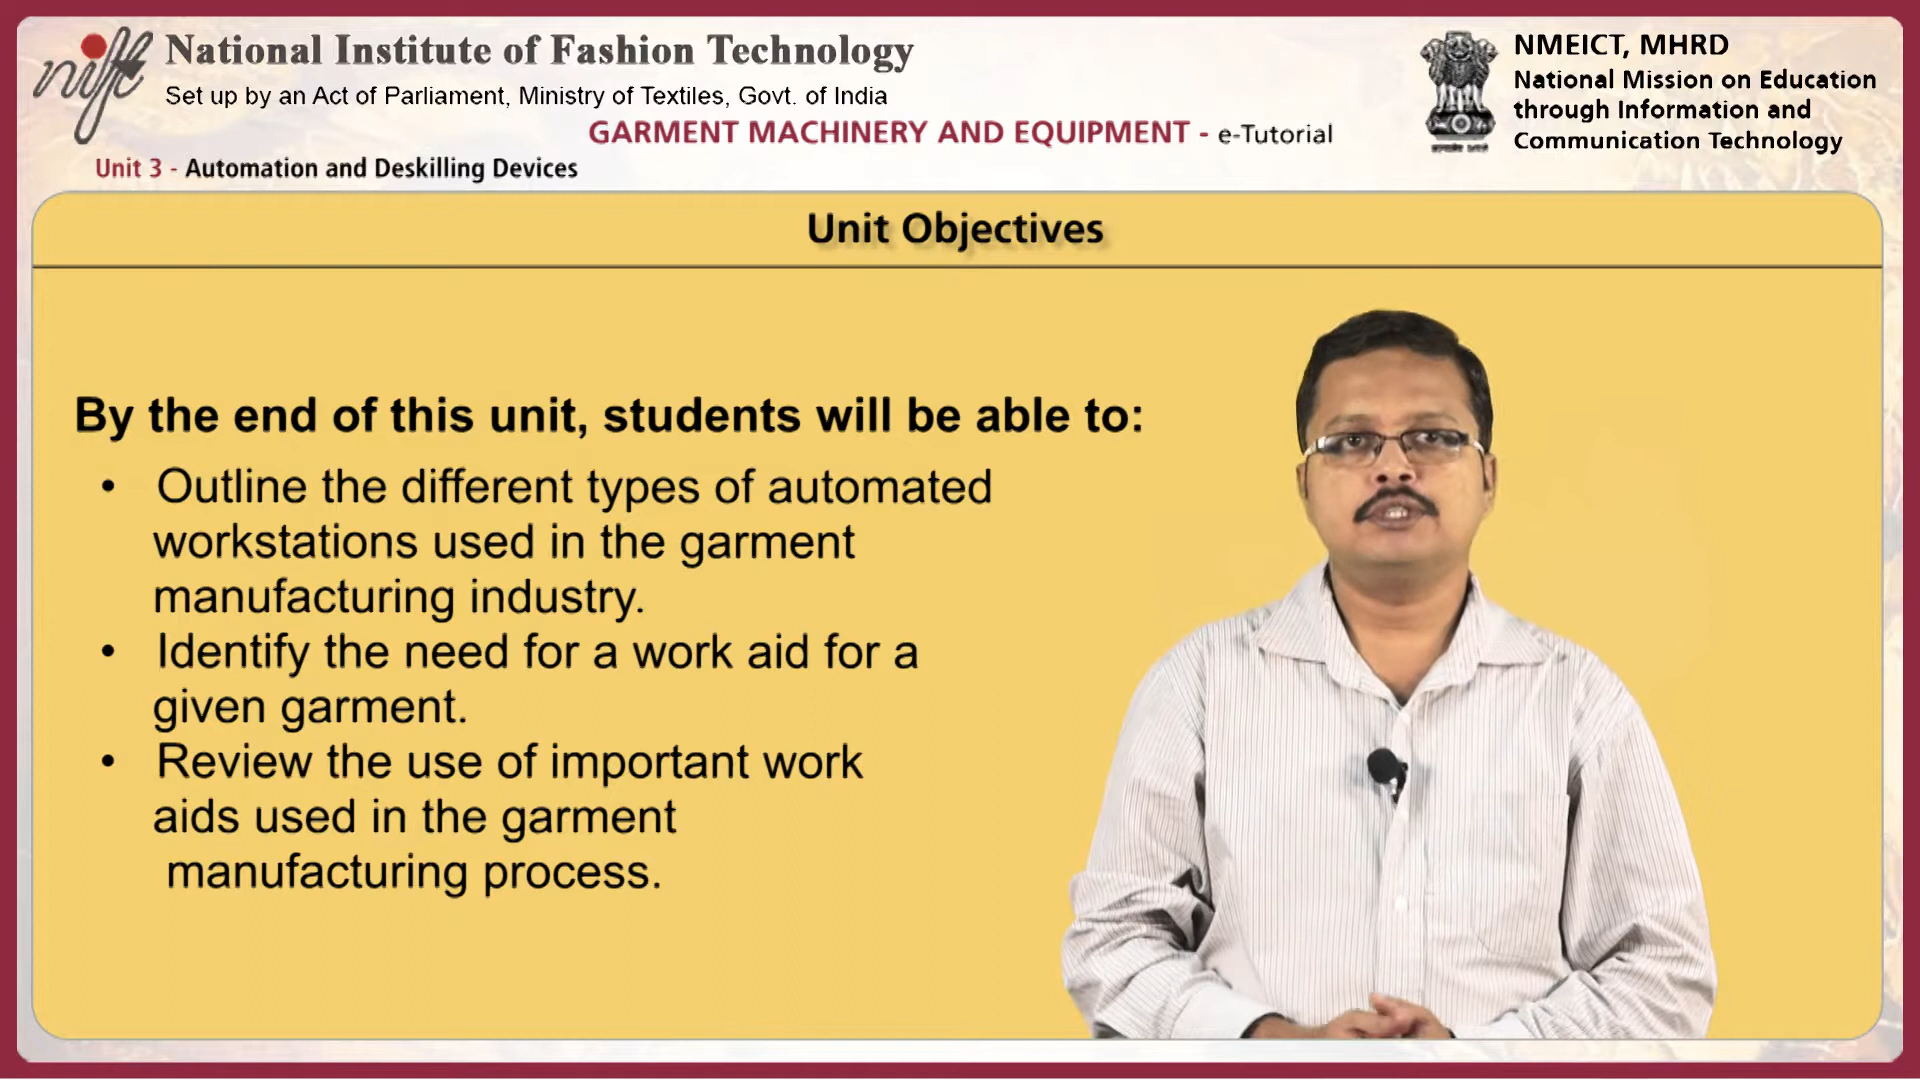 nift
National Institute of Fashion Technology
Set up by an Act of Parliament, Ministry of Textiles, Govt. of India
NMEICT, MHRD
National Mission on Education
through Information and
Communication Technology
GARMENT MACHINERY AND EQUIPMENT - e-Tutorial
Unit 3 - Automation and Deskilling Devices
Unit Objectives
By the end of this unit, students will be able to:
• Outline the different types of automated
workstations used in the garment
manufacturing industry.
• Identify the need for a work aid for a
given garment.
• Review the use of important work
aids used in the garment
manufacturing process.